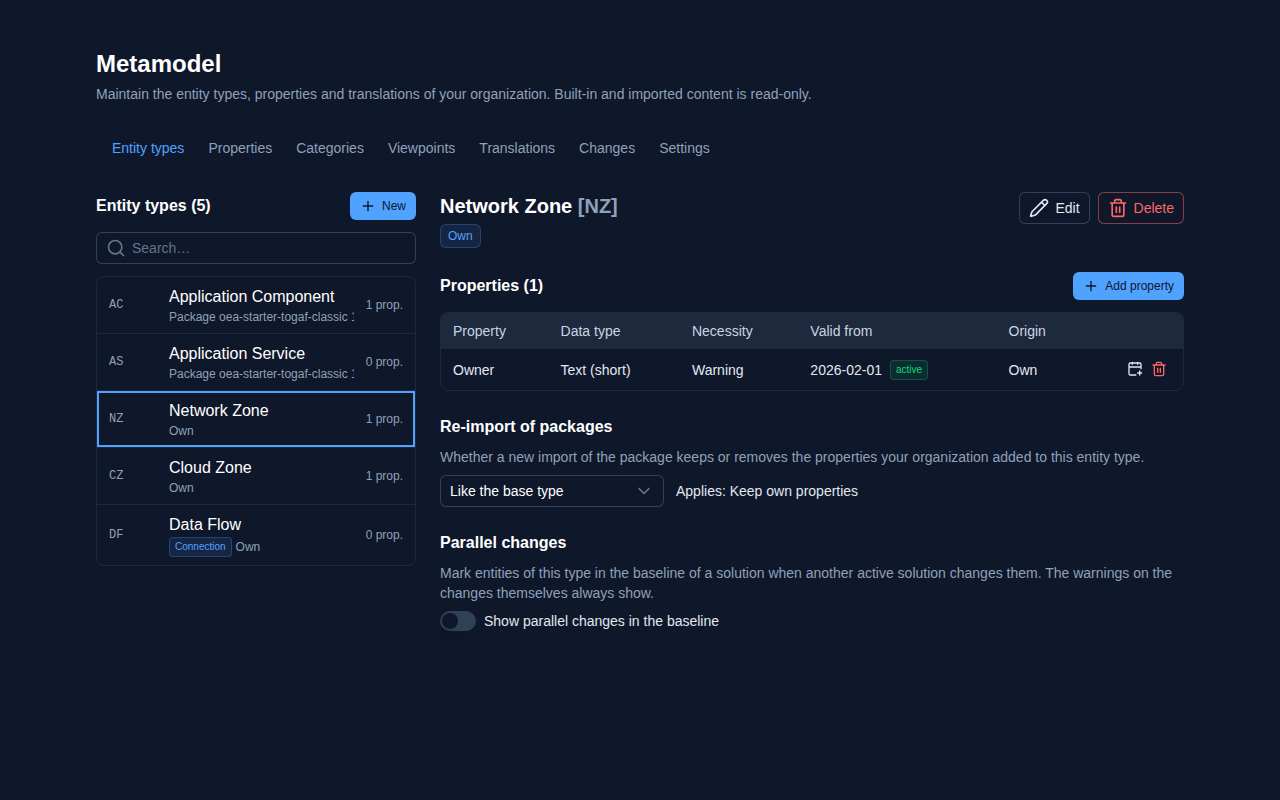 Metamodel
Maintain the entity types, properties and translations of your organization. Built-in and imported content is read-only.
Entity types Properties Categories Viewpoints Translations Changes Settings
Entity types (5)
New
Search…
AC Application Component 1 prop.
Package oea-starter-togaf-classic
AS Application Service 0 prop.
Package oea-starter-togaf-classic
NZ Network Zone 1 prop.
Own
CZ Cloud Zone 1 prop.
Own
DF Data Flow 0 prop.
Connection Own
Network Zone [NZ]
Edit Delete
Own
Properties (1)
Add property
Property Data type Necessity Valid from Origin
Owner Text (short) Warning 2026-02-01 active Own
Re-import of packages
Whether a new import of the package keeps or removes the properties your organization added to this entity type.
Like the base type Applies: Keep own properties
Parallel changes
Mark entities of this type in the baseline of a solution when another active solution changes them. The warnings on the
changes themselves always show.
Show parallel changes in the baseline